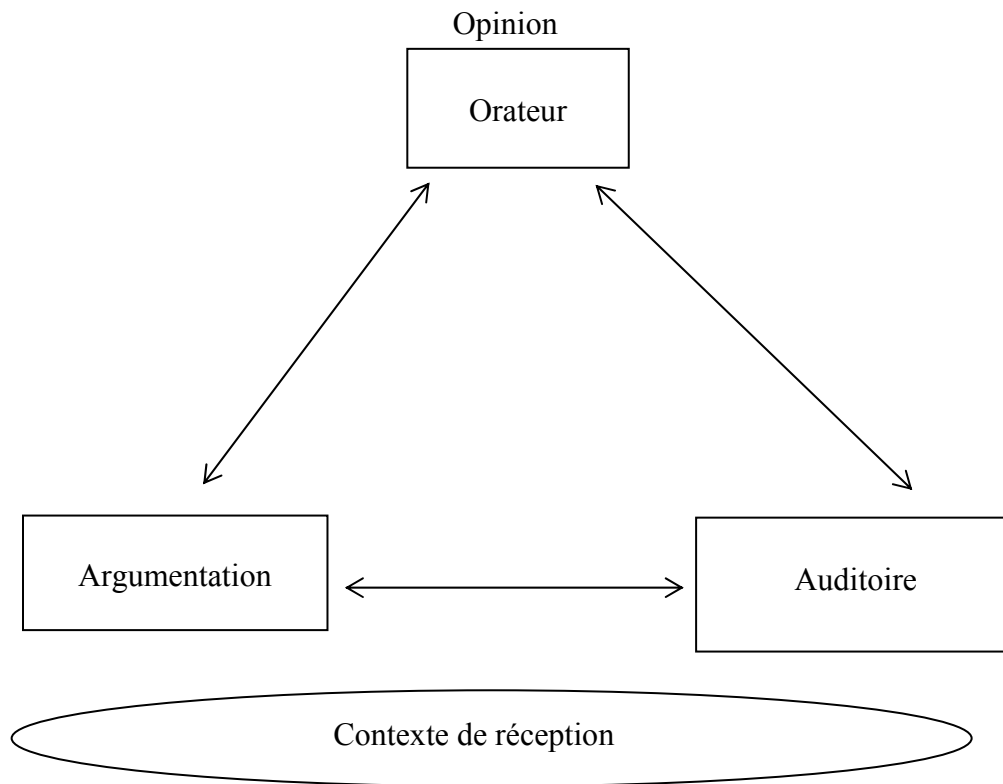 Opinion
Orateur
Argumentation
Auditoire
Contexte de réception